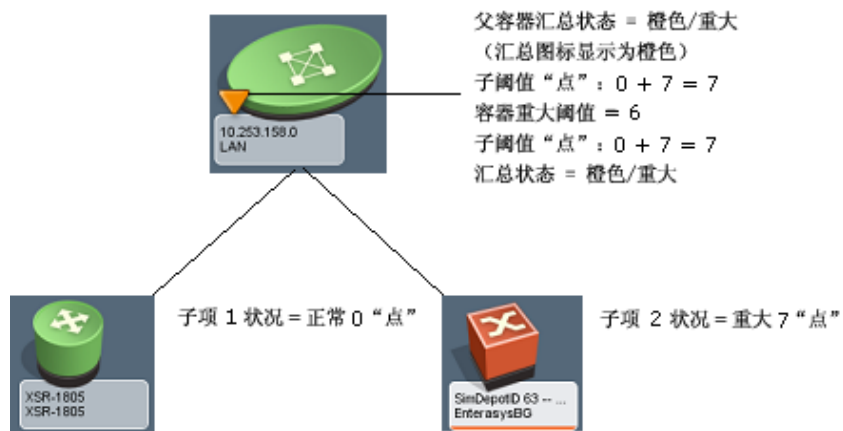 父容器汇总状态 = 橙色/重大
（汇总图标显示为橙色）
子阈值“点”：0 + 7 = 7
容器重大阈值 = 6
子阈值“点”：0 + 7 = 7
汇总状态 = 橙色/重大
10.253.158.0
LAN
子项 1 状况 = 正常 0 “点”
子项 2 状况 = 重大 7 “点”
XSR-1805
XSR-1805
SimDepotID 63 -- ...
EnterasysBG